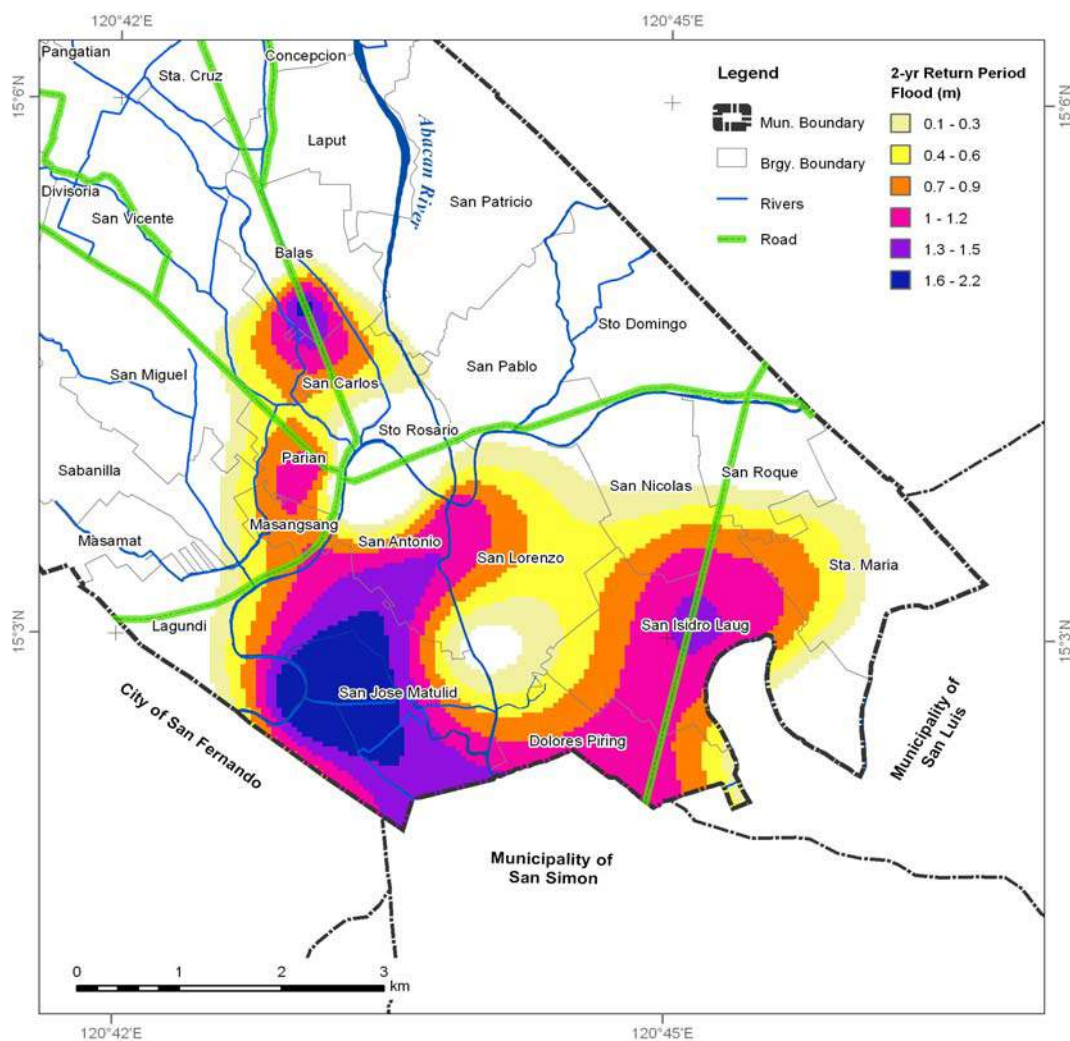 120°42'E
120°45'E
Pangatian
Concepcion
Sta. Cruz
15°6'N
15°6'N
Laput
Abacan River
Divisoria
San Vicente
San Patricio
Balas
Sto Domingo
San Miguel
San Carlos
San Pablo
Sto Rosario
Parian
Sabanilla
San Roque
San Nicolas
Masangsang
Masamat
San Antonio
San Lorenzo
Sta. Maria
Lagundi
San Isidro Laug
15°3'N
15°3'N
San Jose Matulid
Dolores Piring
City of San Fernando
Municipality of
San Luis
Municipality of
San Simon
Legend
Mun. Boundary
Brgy. Boundary
Rivers
Road
2-yr Return Period
Flood (m)
0.1 - 0.3
0.4 - 0.6
0.7 - 0.9
1 - 1.2
1.3 - 1.5
1.6 - 2.2
0 1 2 3
km
120°42'E
120°45'E